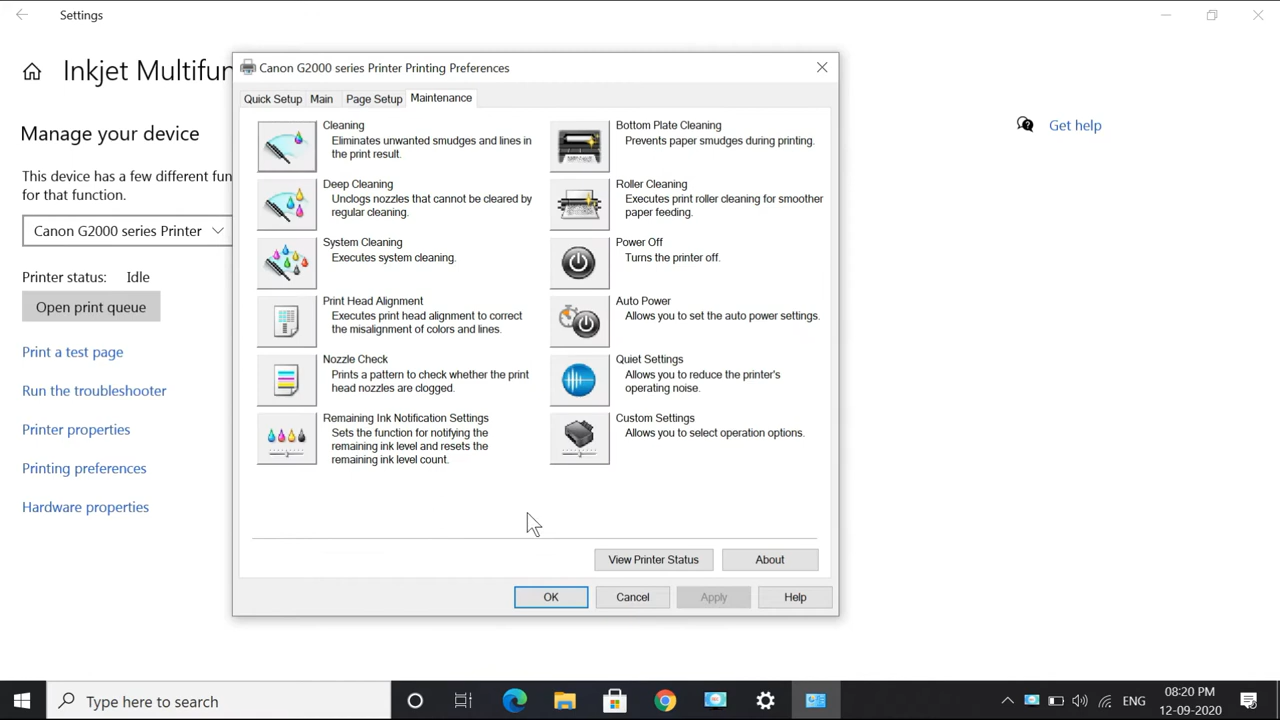 Settings
Inkjet Multifun
Manage your device
This device has a few different fun
for that function.
Canon G2000 series Printer
Printer status: Idle
Open print queue
Print a test page
Run the troubleshooter
Printer properties
Printing preferences
Hardware properties
Canon G2000 series Printer Printing Preferences
Quick Setup Main Page Setup Maintenance
Cleaning
Eliminates unwanted smudges and lines in
the print result.
Deep Cleaning
Unclogs nozzles that cannot be cleared by
regular cleaning.
System Cleaning
Executes system cleaning.
Print Head Alignment
Executes print head alignment to correct
the misalignment of colors and lines.
Nozzle Check
Prints a pattern to check whether the print
head nozzles are clogged.
Remaining Ink Notification Settings
Sets the function for notifying the
remaining ink level and resets the
remaining ink level count.
Bottom Plate Cleaning
Prevents paper smudges during printing.
Roller Cleaning
Executes print roller cleaning for smoother
paper feeding.
Power Off
Turns the printer off.
Auto Power
Allows you to set the auto power settings.
Quiet Settings
Allows you to reduce the printer's
operating noise.
Custom Settings
Allows you to select operation options.
View Printer Status About
OK Cancel Apply Help
Get help
Type here to search
ENG
08:20 PM
12-09-2020